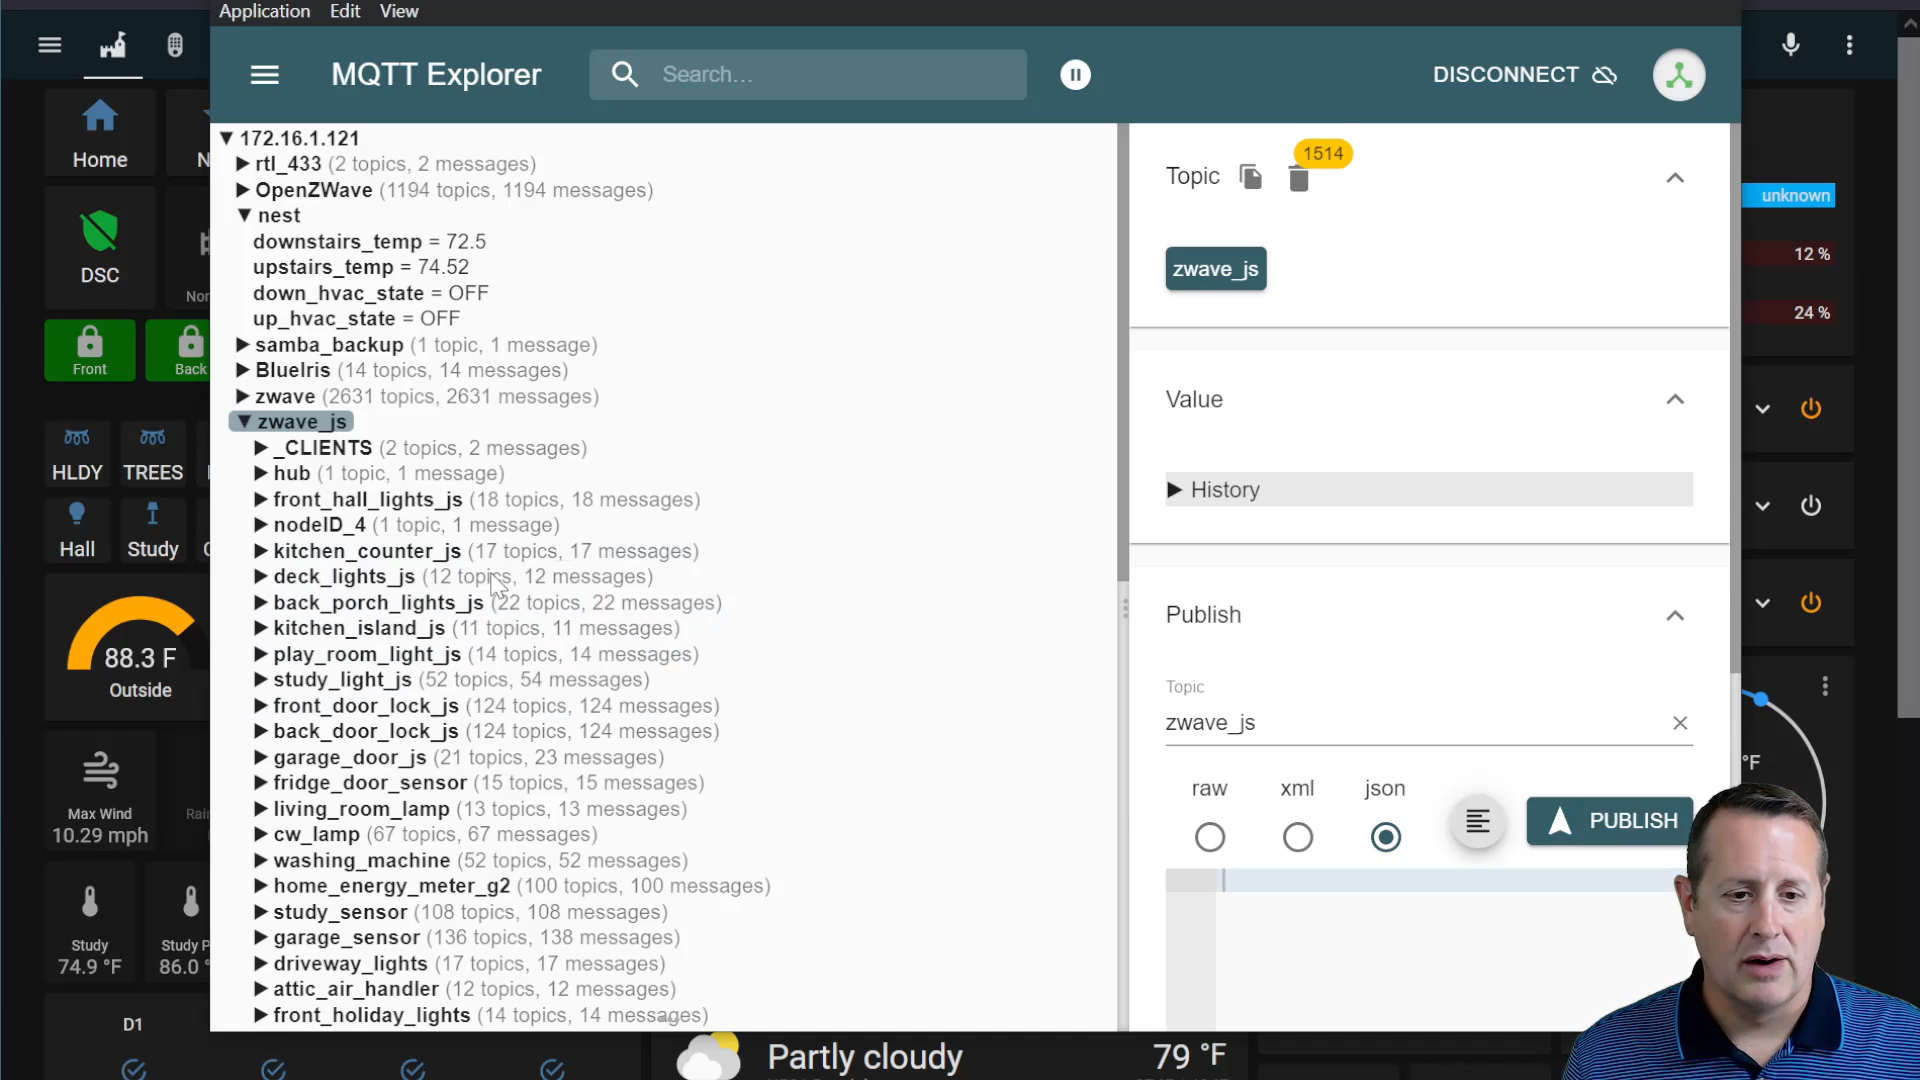 Application Edit View
MQTT Explorer
Search...
DISCONNECT
Home
N
DSC
Nor
Front
Back
HLDY
TREES
Hall
Study
88.3 F
Outside
Max Wind
10.29 mph
Rai
Study
74.9 °F
Study P
86.0 °
D1
▼ 172.16.1.121
▶ rtl_433 (2 topics, 2 messages)
▶ OpenZWave (1194 topics, 1194 messages)
▼ nest
downstairs_temp = 72.5
upstairs_temp = 74.52
down_hvac_state = OFF
up_hvac_state = OFF
▶ samba_backup (1 topic, 1 message)
▶ BlueIris (14 topics, 14 messages)
▶ zwave (2631 topics, 2631 messages)
▼ zwave_js
▶ _CLIENTS (2 topics, 2 messages)
▶ hub (1 topic, 1 message)
▶ front_hall_lights_js (18 topics, 18 messages)
▶ nodeID_4 (1 topic, 1 message)
▶ kitchen_counter_js (17 topics, 17 messages)
▶ deck_lights_js (12 topics, 12 messages)
▶ back_porch_lights_js (22 topics, 22 messages)
▶ kitchen_island_js (11 topics, 11 messages)
▶ play_room_light_js (14 topics, 14 messages)
▶ study_light_js (52 topics, 54 messages)
▶ front_door_lock_js (124 topics, 124 messages)
▶ back_door_lock_js (124 topics, 124 messages)
▶ garage_door_js (21 topics, 23 messages)
▶ fridge_door_sensor (15 topics, 15 messages)
▶ living_room_lamp (13 topics, 13 messages)
▶ cw_lamp (67 topics, 67 messages)
▶ washing_machine (52 topics, 52 messages)
▶ home_energy_meter_g2 (100 topics, 100 messages)
▶ study_sensor (108 topics, 108 messages)
▶ garage_sensor (136 topics, 138 messages)
▶ driveway_lights (17 topics, 17 messages)
▶ attic_air_handler (12 topics, 12 messages)
▶ front_holiday_lights (14 topics, 14 messages)
Topic
1514
zwave_js
Value
▶ History
Publish
Topic
zwave_js
raw xml json
PUBLISH
unknown
12 %
24 %
°F
Partly cloudy
79 °F